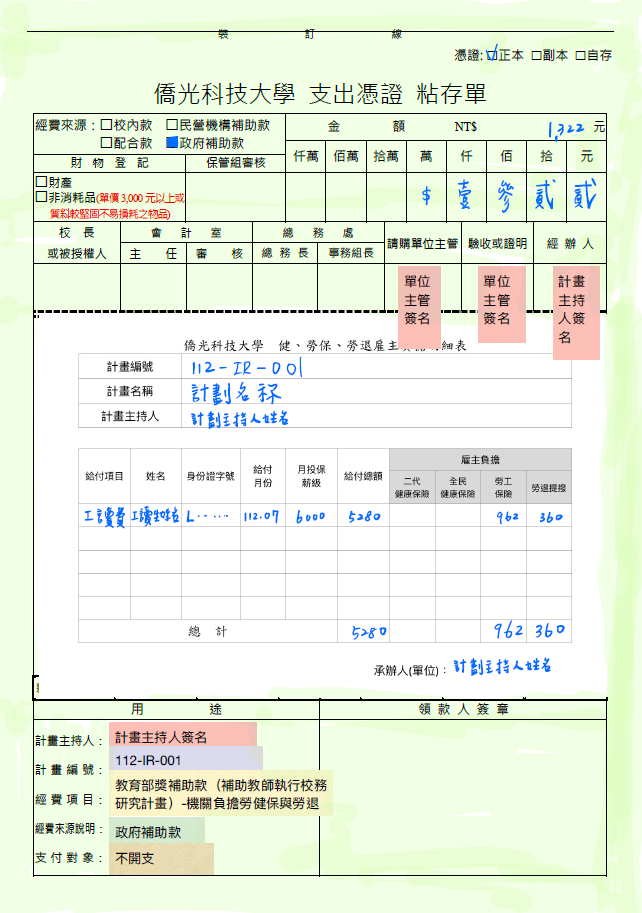 裝 訂 線
憑證:☑正本 □副本 □自存
僑光科技大學 支出憑證 粘存單
經費來源：□校內款 □民營機構補助款
□配合款 ■政府補助款
金 額 NT$ 1,322 元
財 物 登 記 保管組審核 仟萬 佰萬 拾萬 萬 仟 佰 拾 元
□財產
□非消耗品(單價 3,000 元以上或
質料較堅固不易損耗之物品)
$ 壹 參 貳 貳
校 長
或被授權人
會 計 室 總 務 處 請購單位主管 驗收或證明 經 辦 人
主 任 審 核 總 務 長 事務組長
單位
主管
簽名
單位
主管
簽名
計畫
主持
人簽
名
僑光科技大學 健、勞保、勞退雇主
細表
計畫編號 112-IR-001
計畫名稱 計劃名稱
計畫主持人 計劃主持人姓名
給付項目 姓名 身份證字號 給付
月份 月投保
薪級 給付總額 雇主負擔
二代
健康保險 全民
健康保險 勞工
保險 勞退提撥
工讀費 工讀生姓名 L...... 112.07 6000 5280 962 360
總 計 5280 962 360
承辦人(單位)： 計劃主持人姓名
用 途 領 款 人 簽 章
計畫主持人： 計畫主持人簽名
計 畫 編 號： 112-IR-001
經 費 項 目： 教育部獎補助款（補助教師執行校務
研究計畫）-機關負擔勞健保與勞退
經費來源說明： 政府補助款
支 付 對 象： 不開支